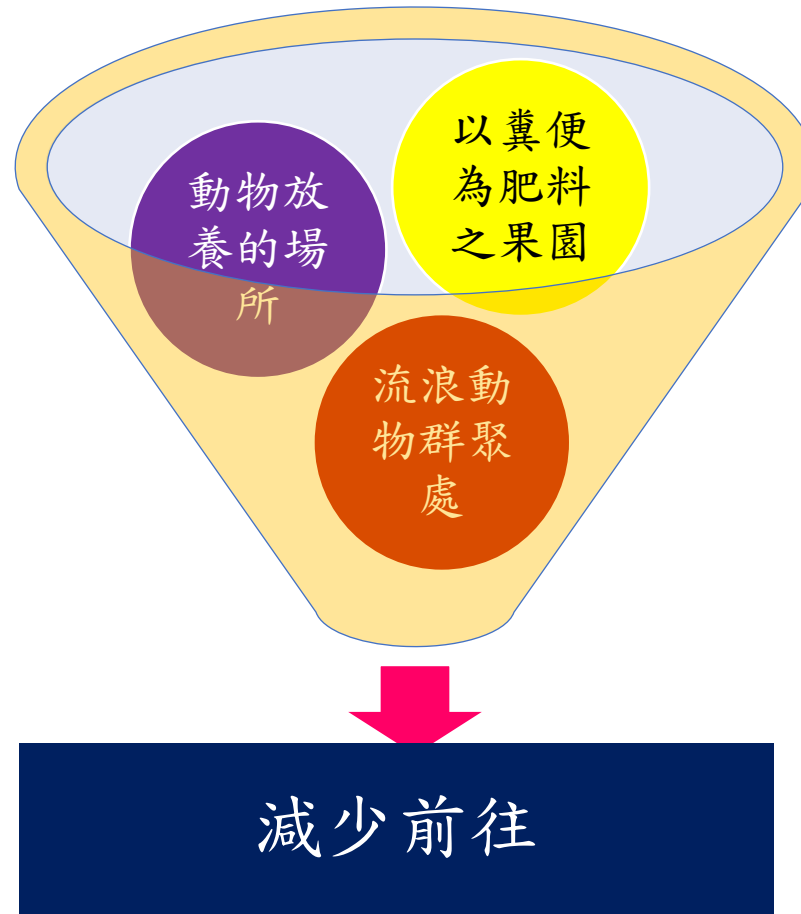 動物放
養的場
所
以糞便
為肥料
之果園
流浪動
物群聚
處
減少前往